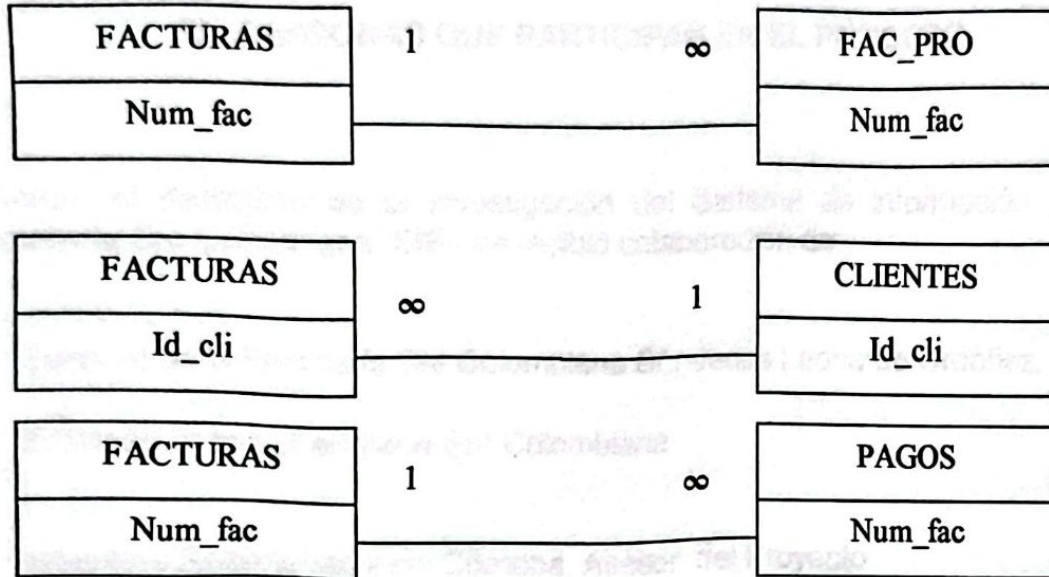 FACTURAS 1 ∞ FAC_PRO
Num_fac Num_fac
FACTURAS ∞ 1 CLIENTES
Id_cli Id_cli
FACTURAS 1 ∞ PAGOS
Num_fac Num_fac